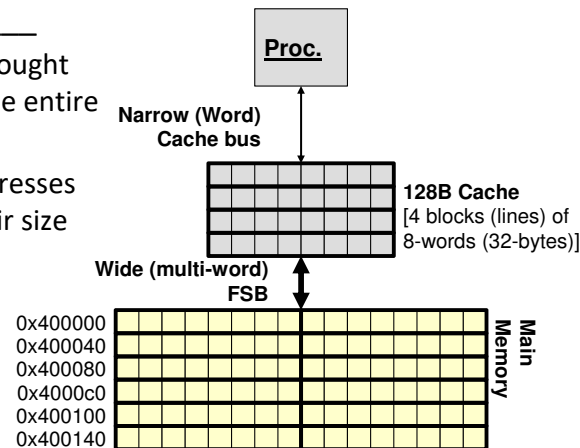 ought
e entire
resses
ir size
Proc.
Narrow (Word)
Cache bus
128B Cache
[4 blocks (lines) of
8-words (32-bytes)]
Wide (multi-word)
FSB
0x400000
0x400040
0x400080
0x4000c0
0x400100
0x400140
Main
Memory